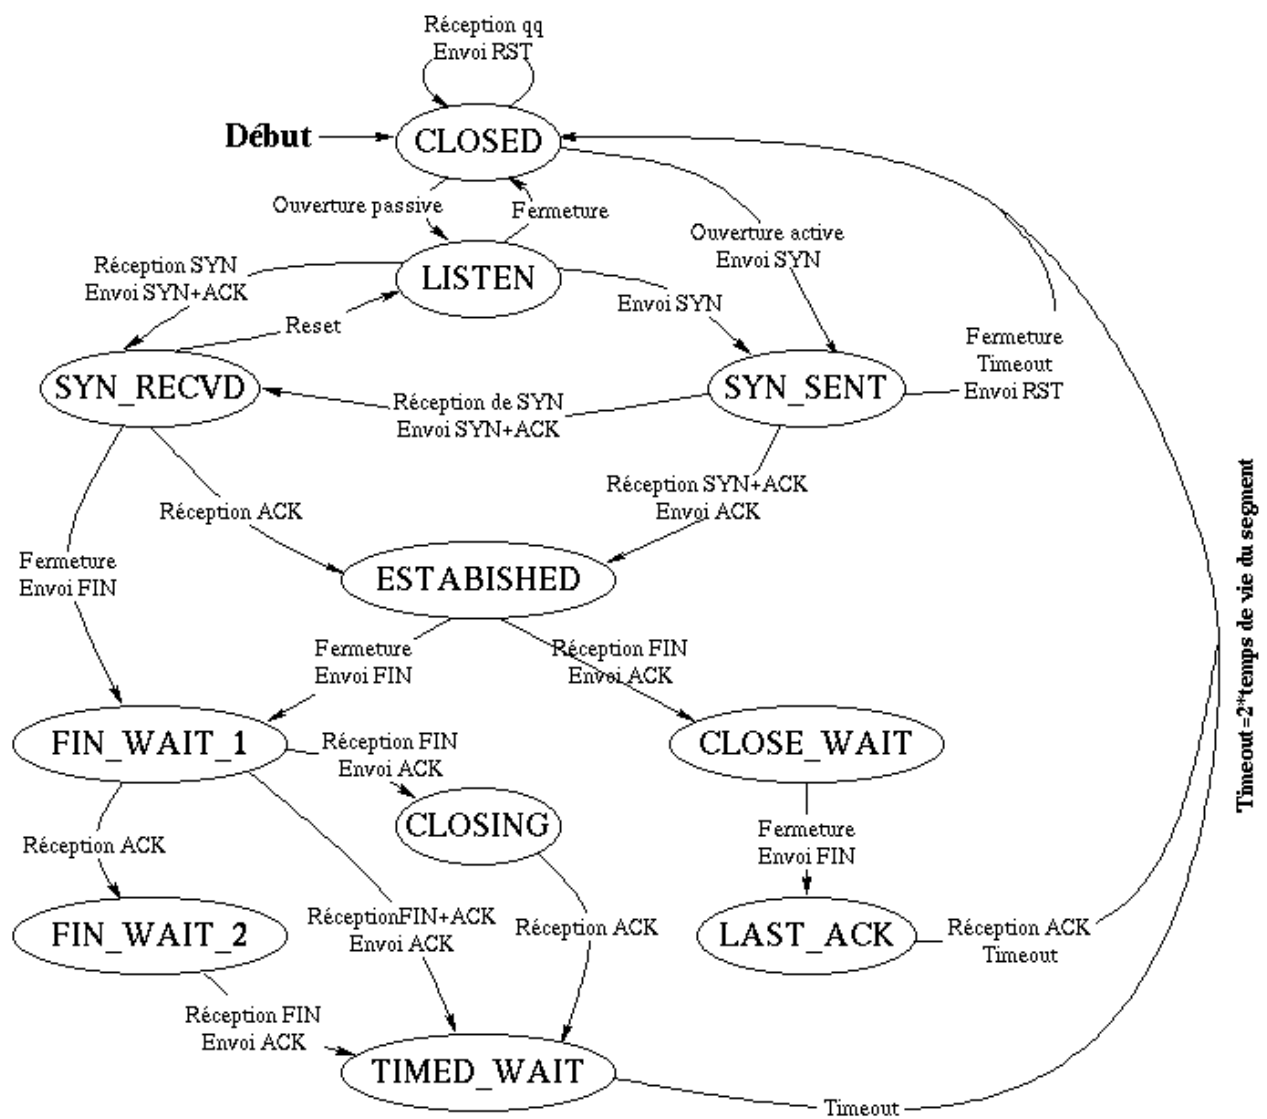 Réception qq
Envoi RST
Début
CLOSED
Ouverture passive
Fermeture
Ouverture active
Envoi SYN
Réception SYN
Envoi SYN+ACK
LISTEN
Envoi SYN
Reset
Fermeture
Timeout
Envoi RST
SYN_RECVD
SYN_SENT
Réception de SYN
Envoi SYN+ACK
Réception ACK
Réception SYN+ACK
Envoi ACK
Timeout=2*temps de vie du segment
Fermeture
Envoi FIN
ESTABISHED
Fermeture
Envoi FIN
Réception FIN
Envoi ACK
FIN_WAIT_1
Réception FIN
Envoi ACK
CLOSE_WAIT
CLOSING
Réception ACK
Fermeture
Envoi FIN
FIN_WAIT_2
RéceptionFIN+ACK
Envoi ACK
Réception ACK
LAST_ACK
Réception ACK
Timeout
Réception FIN
Envoi ACK
TIMED_WAIT
Timeout